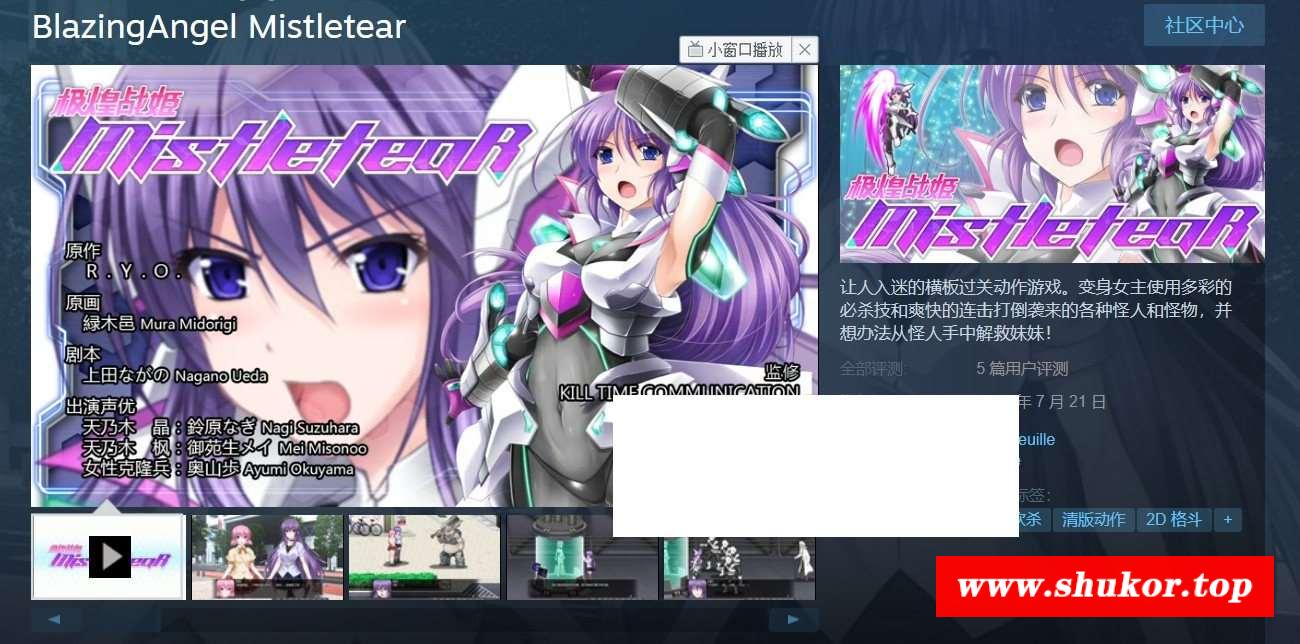 BlazingAngel Mistletear
社区中心
小窗口播放
极煌战姬
MistleteaR
原作
R.Y.O.
原画
緑木邑 Mura Midorigi
剧本
上田ながの Nagano Ueda
出演声优
天乃木 晶：鈴原なぎ Nagi Suzuhara
天乃木 枫：御苑生メイ Mei Misonoo
女性克隆兵：奥山歩 Ayumi Okuyama
监修
KILL TIME COMMUNICATION
极煌战姬
MistleteaR
让人入迷的横板过关动作游戏。变身女主使用多彩的
必杀技和爽快的连击打倒袭来的各种怪人和怪物，并
想办法从怪人手中解救妹妹！
全部评测: 5 篇用户评测
年 7 月 21 日
euille
标签:
欢杀 清版动作 2D 格斗 +
www.shukor.top